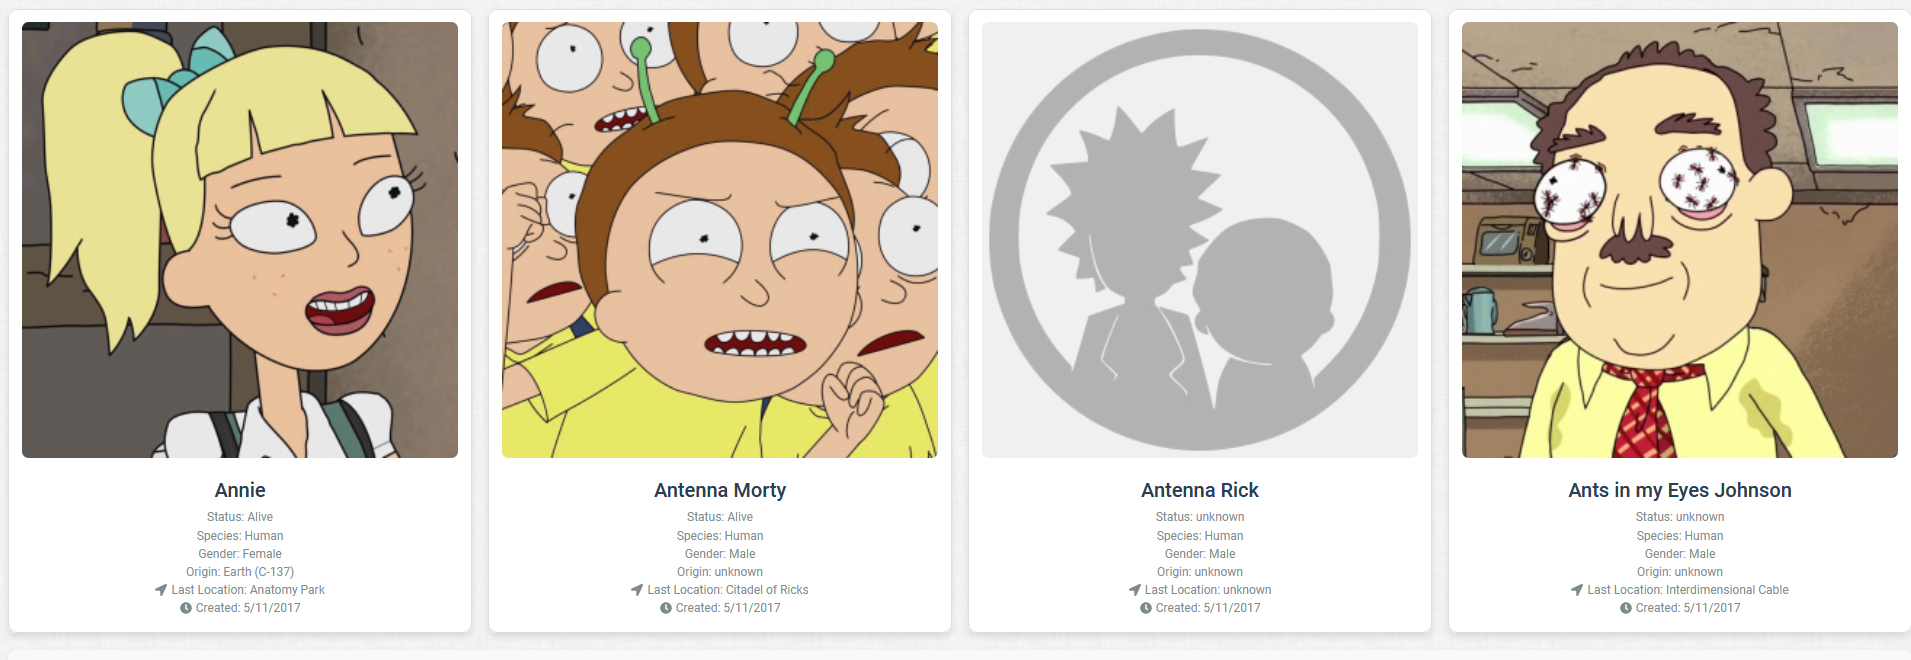 Annie
Status: Alive
Species: Human
Gender: Female
Origin: Earth (C-137)
Last Location: Anatomy Park
Created: 5/11/2017
Antenna Morty
Status: Alive
Species: Human
Gender: Male
Origin: unknown
Last Location: Citadel of Ricks
Created: 5/11/2017
Antenna Rick
Status: unknown
Species: Human
Gender: Male
Origin: unknown
Last Location: unknown
Created: 5/11/2017
Ants in my Eyes Johnson
Status: unknown
Species: Human
Gender: Male
Origin: unknown
Last Location: Interdimensional Cable
Created: 5/11/2017